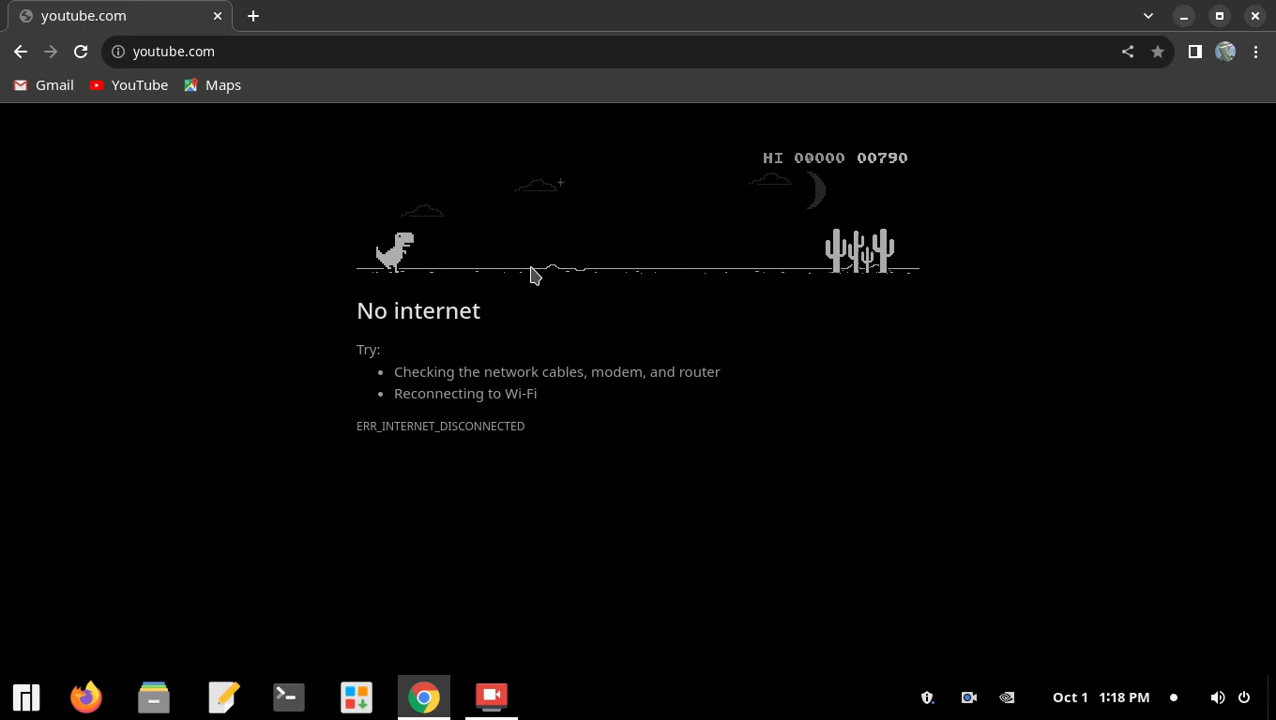 youtube.com
youtube.com
Gmail YouTube Maps
HI 00000 00790
No internet
Try:
Checking the network cables, modem, and router
Reconnecting to Wi-Fi
ERR_INTERNET_DISCONNECTED
Oct 1 1:18 PM